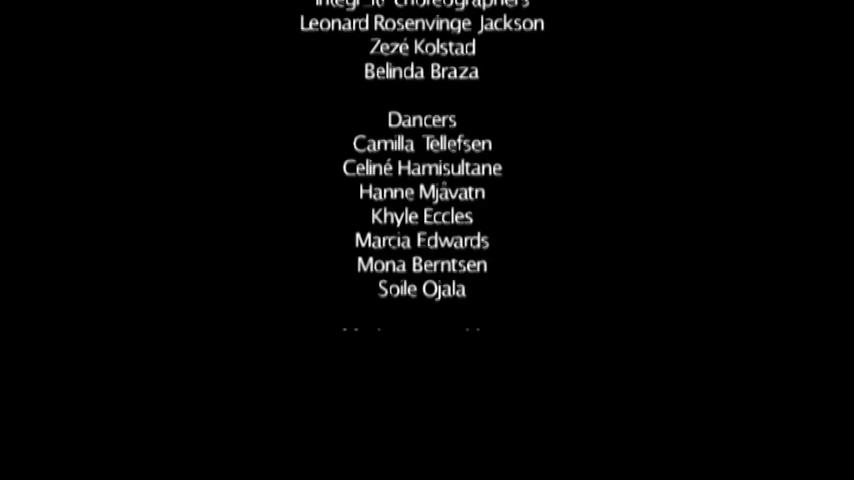 Choreographers
Leonard Rosenvinge Jackson
Zezé Kolstad
Belinda Braza
Dancers
Camilla Tellefsen
Celiné Hamisultane
Hanne Mjåvatn
Khyle Eccles
Marcia Edwards
Mona Berntsen
Soile Ojala